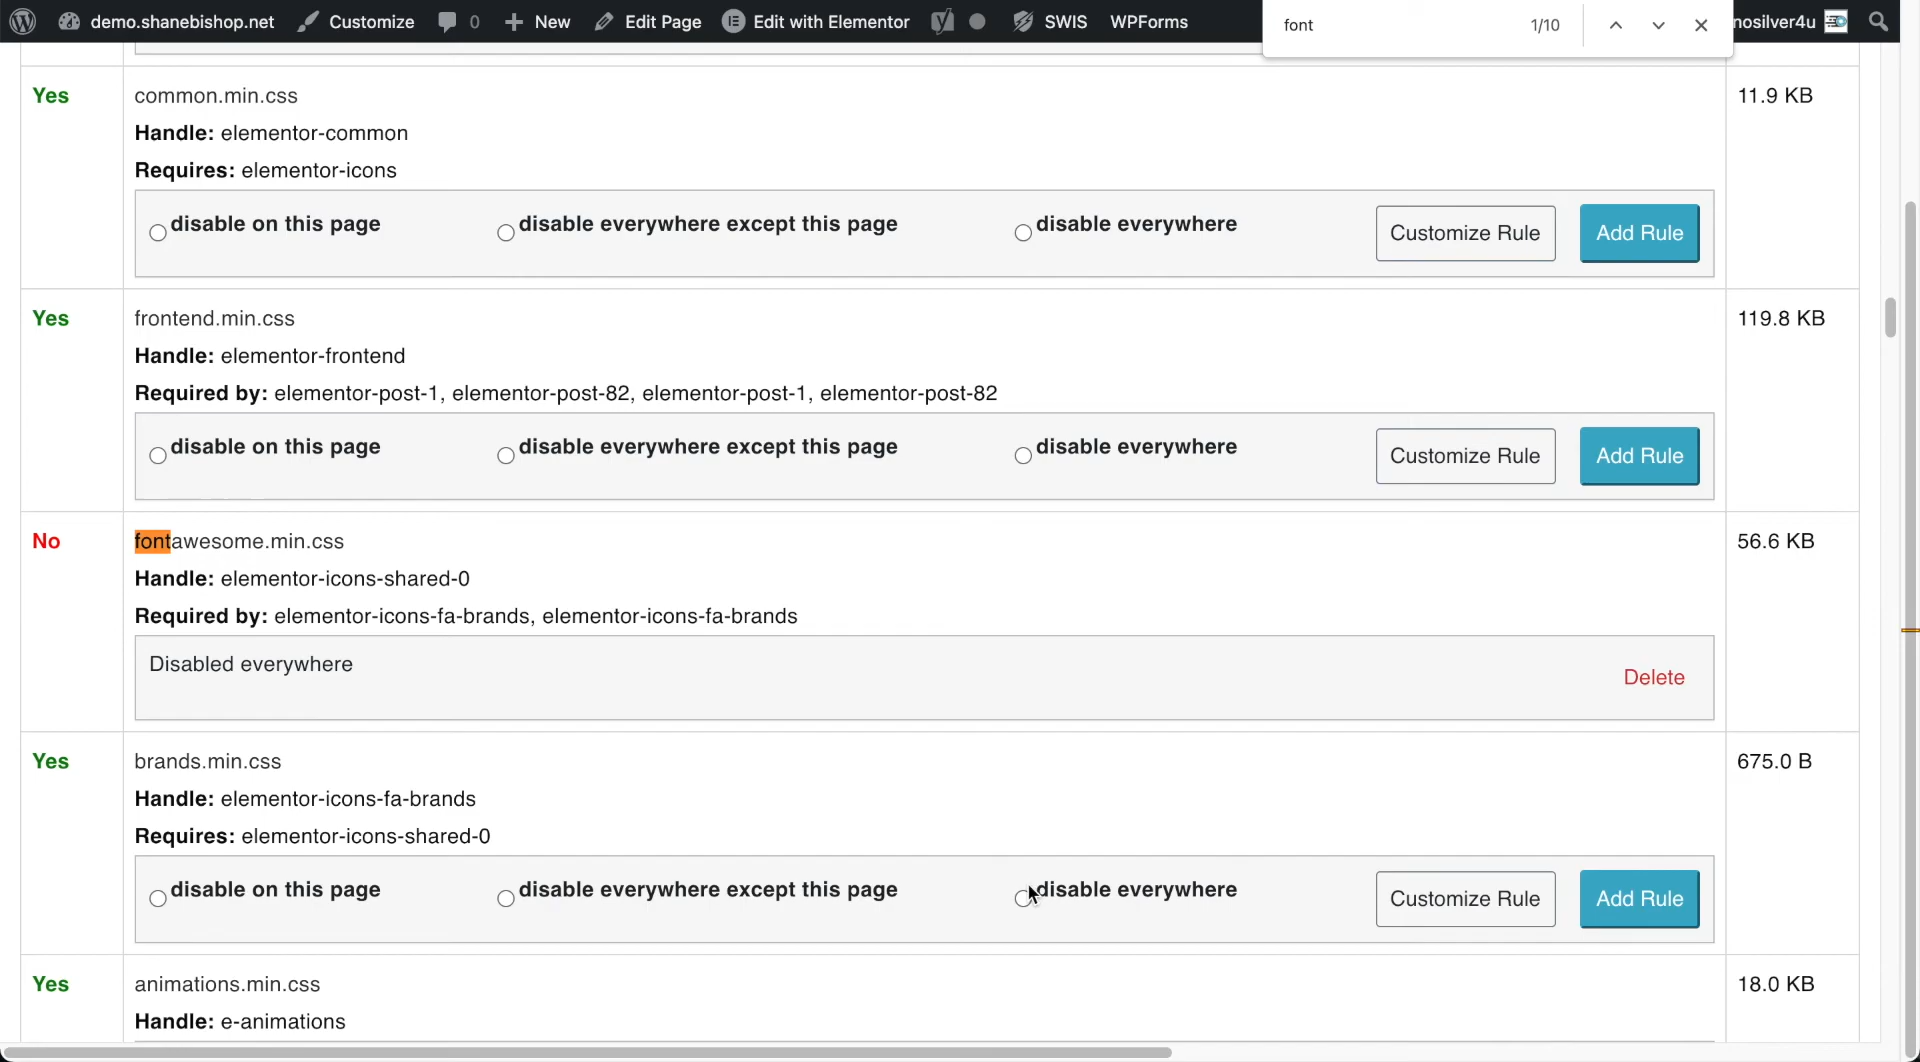 demo.shanebishop.net Customize 0 New Edit Page Edit with Elementor SWIS WPForms nosilver4u
font 1/10
Yes common.min.css 11.9 KB
Handle: elementor-common
Requires: elementor-icons
disable on this page disable everywhere except this page disable everywhere Customize Rule Add Rule
Yes frontend.min.css 119.8 KB
Handle: elementor-frontend
Required by: elementor-post-1, elementor-post-82, elementor-post-1, elementor-post-82
disable on this page disable everywhere except this page disable everywhere Customize Rule Add Rule
No fontawesome.min.css 56.6 KB
Handle: elementor-icons-shared-0
Required by: elementor-icons-fa-brands, elementor-icons-fa-brands
Disabled everywhere Delete
Yes brands.min.css 675.0 B
Handle: elementor-icons-fa-brands
Requires: elementor-icons-shared-0
disable on this page disable everywhere except this page disable everywhere Customize Rule Add Rule
Yes animations.min.css 18.0 KB
Handle: e-animations